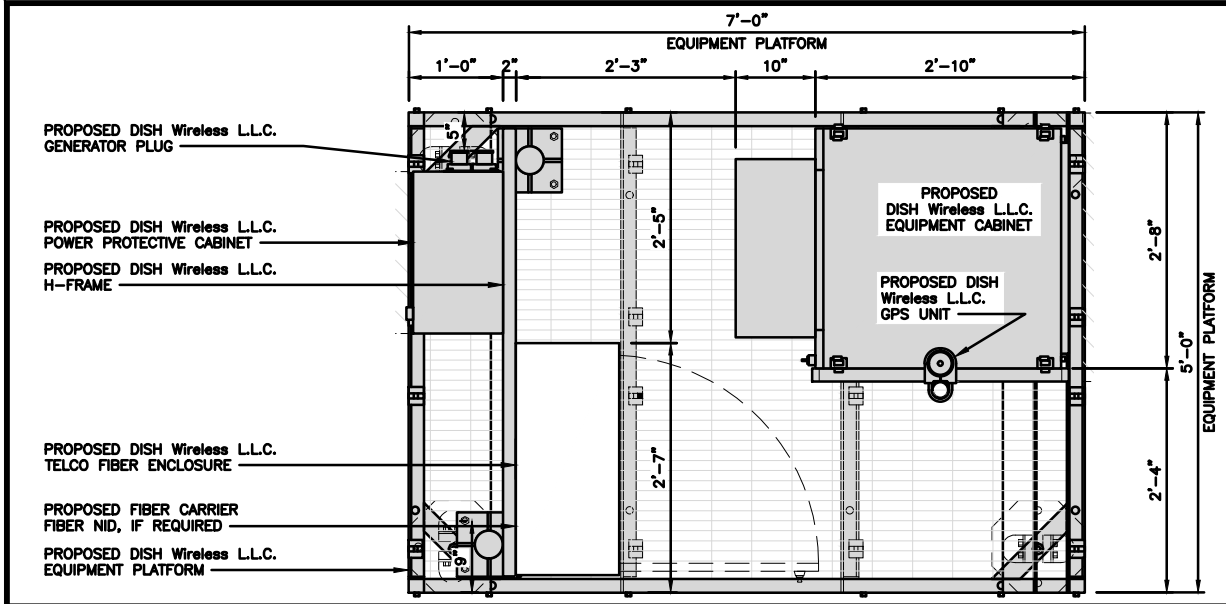 7'-0"
EQUIPMENT PLATFORM
1'-0" 2" 2'-3" 10" 2'-10"
PROPOSED DISH Wireless L.L.C.
GENERATOR PLUG
5"
PROPOSED
DISH Wireless L.L.C.
EQUIPMENT CABINET
PROPOSED DISH Wireless L.L.C.
POWER PROTECTIVE CABINET
2'-5"
2'-8"
PROPOSED DISH Wireless L.L.C.
H-FRAME
PROPOSED DISH
Wireless L.L.C.
GPS UNIT
5'-0"
EQUIPMENT PLATFORM
PROPOSED DISH Wireless L.L.C.
TELCO FIBER ENCLOSURE
2'-7"
2'-4"
PROPOSED FIBER CARRIER
FIBER NID, IF REQUIRED
9"
PROPOSED DISH Wireless L.L.C.
EQUIPMENT PLATFORM